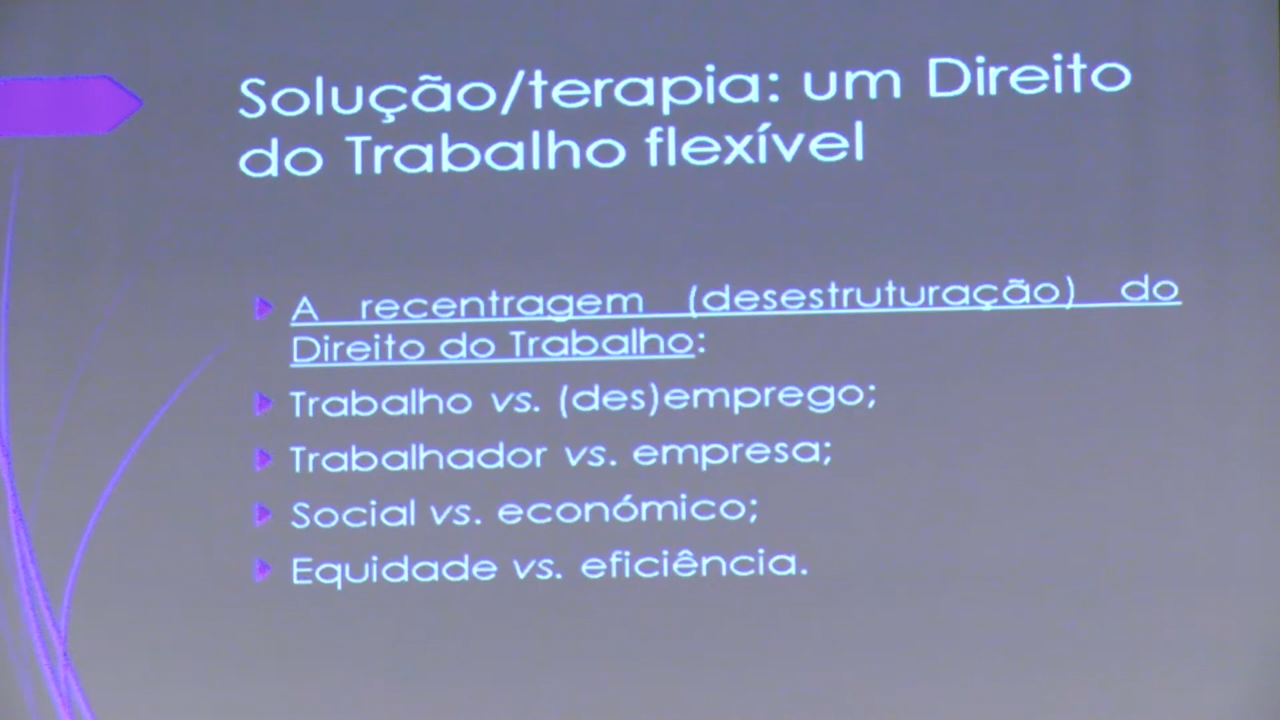 Solução/terapia: um Direito
do Trabalho flexível
A recentragem (desestruturação) do
Direito do Trabalho:
Trabalho vs. (des)emprego;
Trabalhador vs. empresa;
Social vs. económico;
Equidade vs. eficiência.